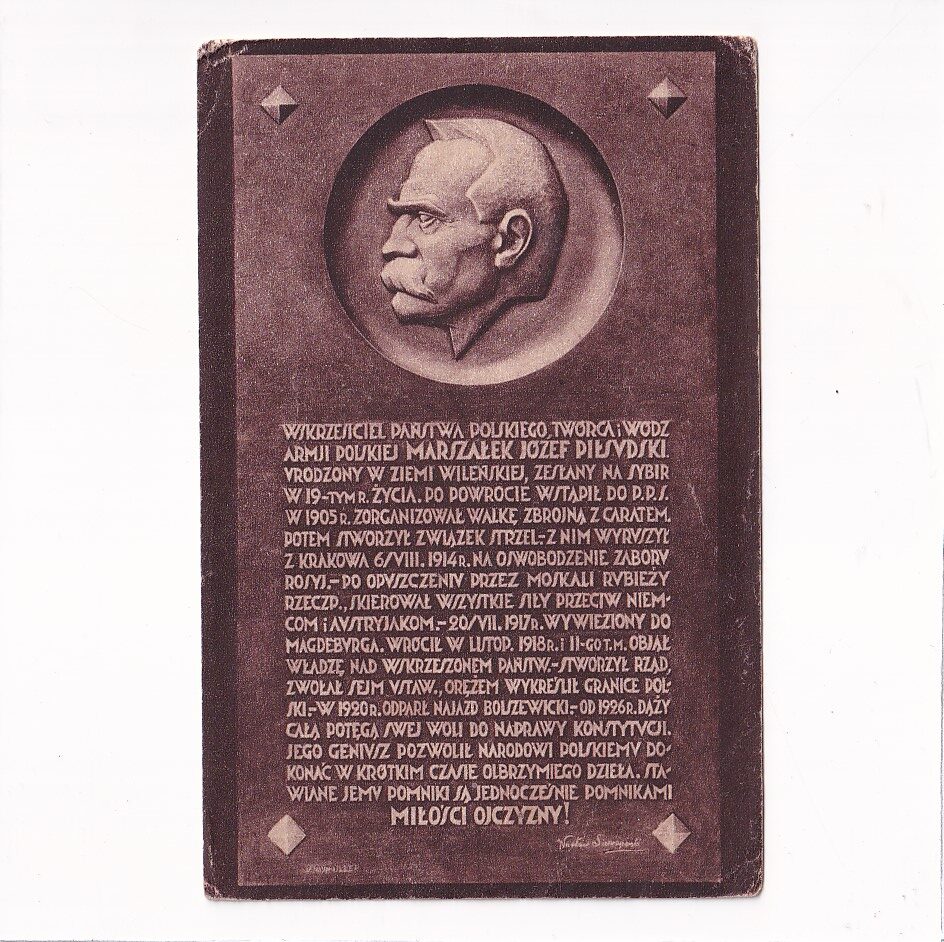 WSKRZESICIEL PAŃSTWA POLSKIEGO, TWÓRCA i WÓDZ
ARMJI POLSKIEJ MARSZAŁEK JÓZEF PIŁSUDSKI.
URODZONY W ZIEMI WILEŃSKIEJ, ZESŁANY NA SYBIR
W 19-TYM R. ŻYCIA. PO POWROCIE WSTĄPIŁ DO P.P.S.
W 1905 R. ZORGANIZOWAŁ WALKĘ ZBROJNĄ Z CARATEM,
POTEM STWORZYŁ ZWIĄZEK STRZEL.-Z NIM WYRUSZYŁ
Z KRAKOWA 6/VIII. 1914 R. NA OSWOBODZENIE ZABORU
ROSYJ.-PO OPUSZCZENIU PRZEZ MOSKALI RUBIEŻY
RZECZP., SKIEROWAŁ WSZYSTKIE SIŁY PRZECIW NIEM-
COM i AUSTRYJAKOM.-20/VII. 1917R. WYWIEZIONY DO
MAGDEBURGA. WRÓCIŁ W LISTOP. 1918 R. i 11-GO T.M. OBJĄŁ
WŁADZĘ NAD WSKRZESZONEM PAŃSTW.-STWORZYŁ RZĄD,
ZWOŁAŁ SEJM USTAW., ORĘŻEM WYKREŚLIŁ GRANICE POL-
SKI.-W 1920 R. ODPARŁ NAJAZD BOLSZEWICKI.-OD 1926R. DĄŻY
CAŁĄ POTĘGĄ SWEJ WOLI DO NAPRAWY KONSTYTUCJI.
JEGO GENIUSZ POZWOLIŁ NARODOWI POLSKIEMU DO-
KONAĆ W KRÓTKIM CZASIE OLBRZYMIEGO DZIEŁA. STA-
WIANE JEMU POMNIKI SĄ JEDNOCZEŚNIE POMNIKAMI
MIŁOŚCI OJCZYZNY!
Wacław Sieroszewski